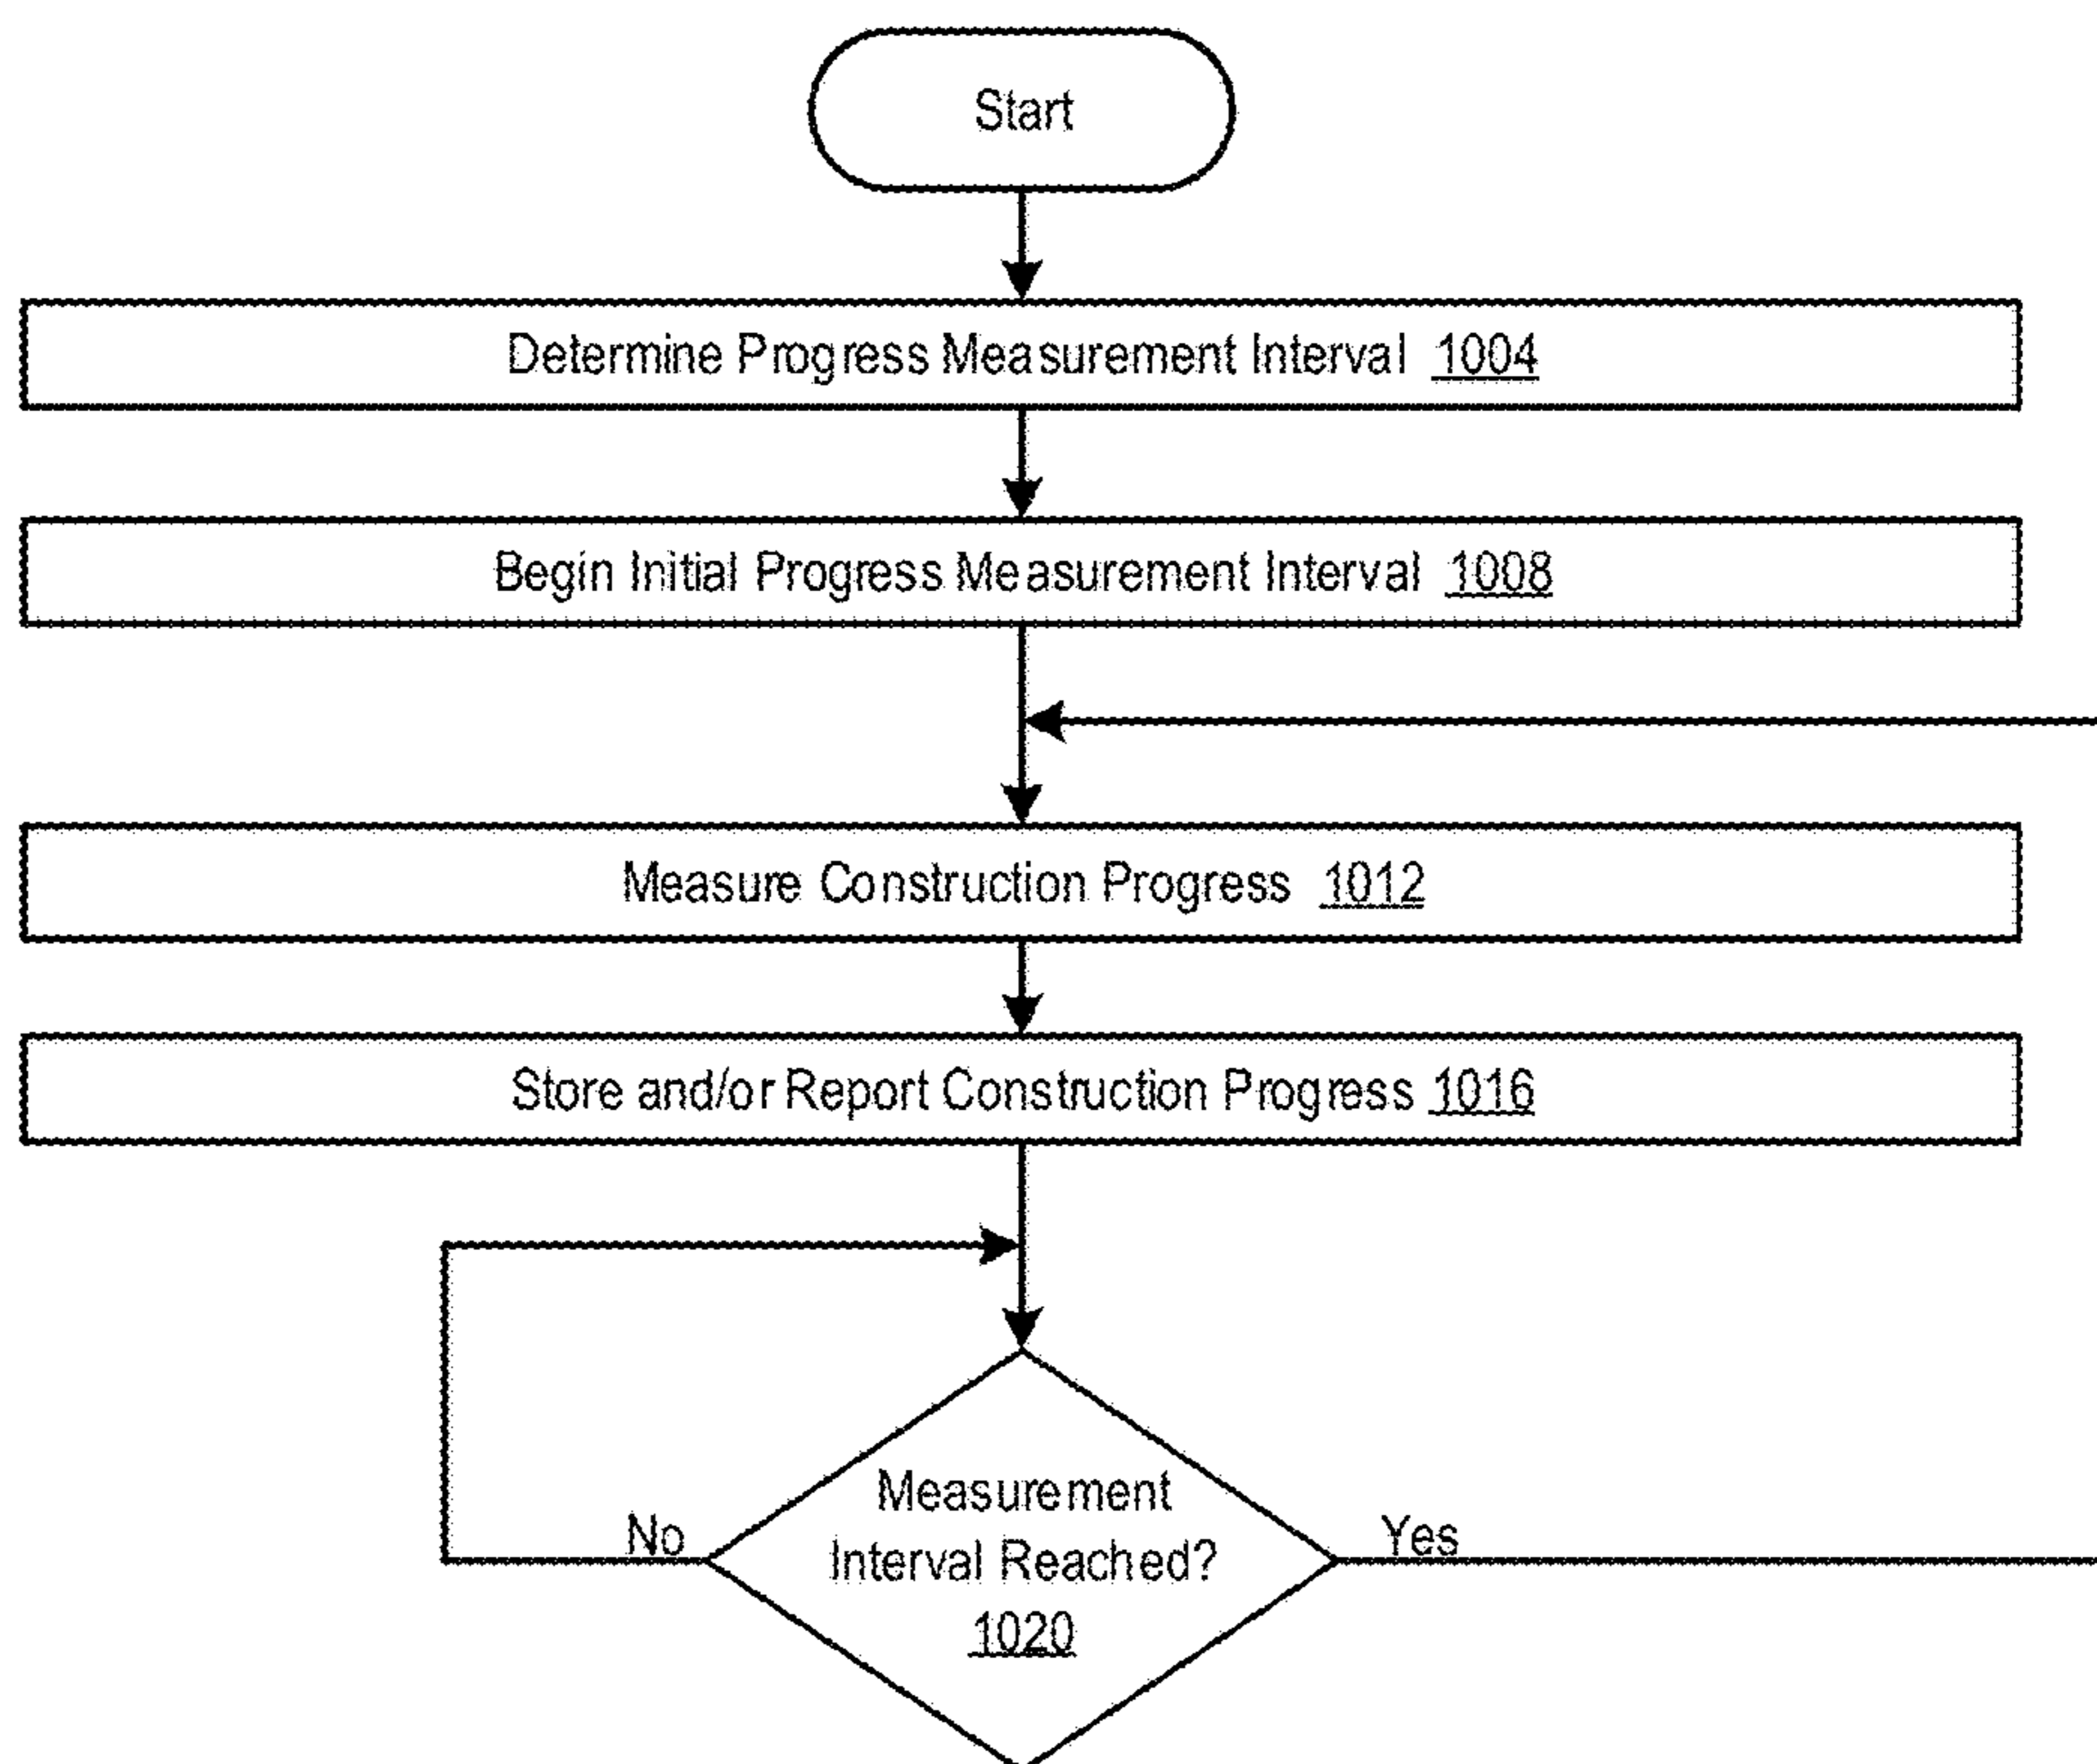 Start
Determine Progress Measurement Interval 1004
Begin Initial Progress Measurement Interval 1008
Measure Construction Progress 1012
Store and/or Report Construction Progress 1016
Measurement
Interval Reached?
1020
No
Yes